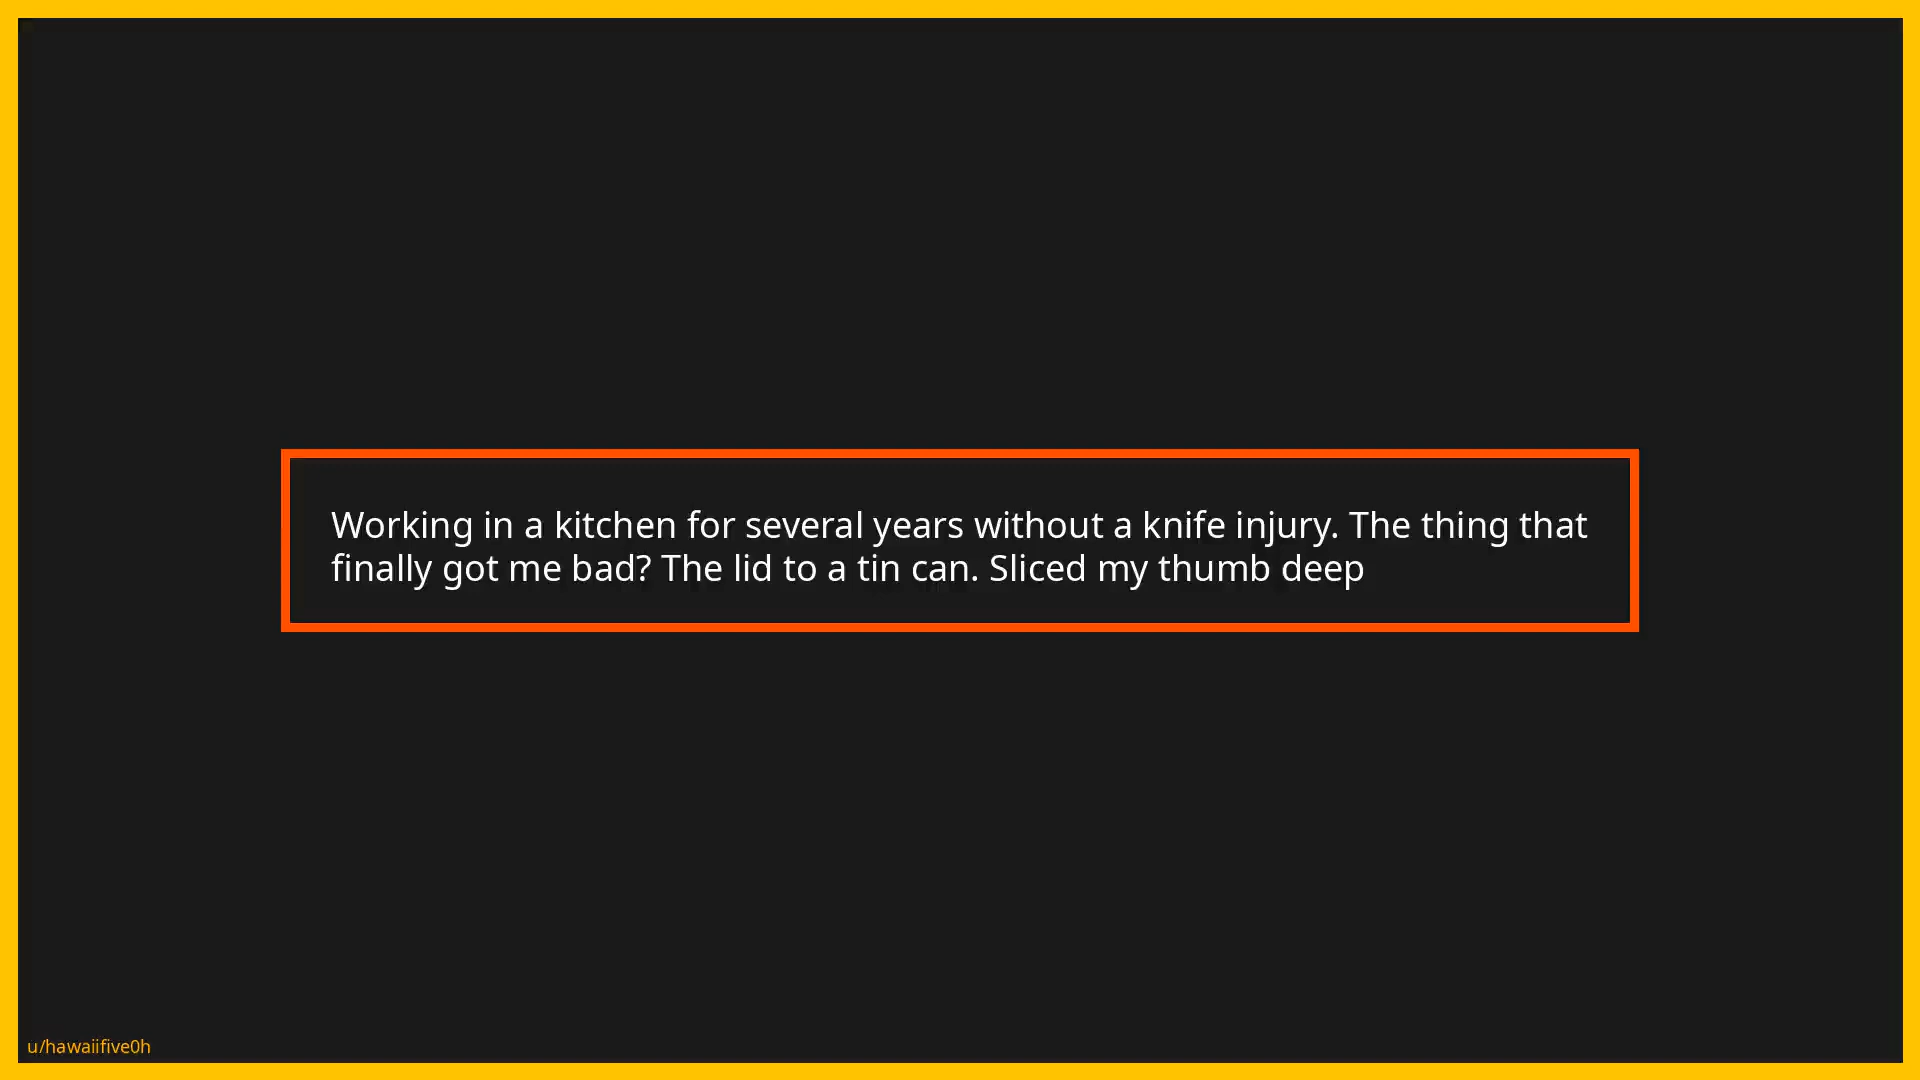 Working in a kitchen for several years without a knife injury. The thing that
finally got me bad? The lid to a tin can. Sliced my thumb deep
u/hawaiifive0h